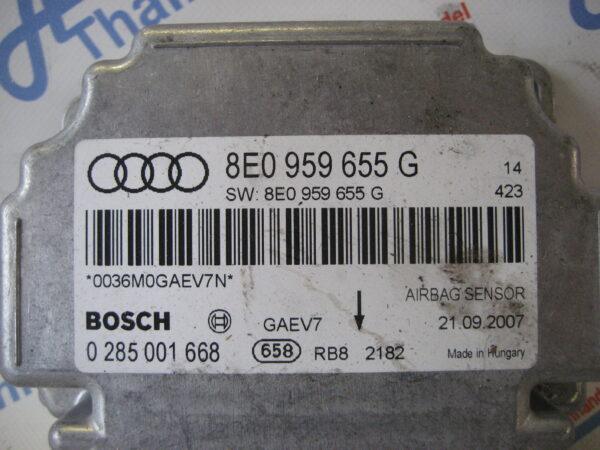 8E0 959 655 G 14
SW: 8E0 959 655 G 423
*0036M0GAEV7N*
AIRBAG SENSOR
BOSCH GAEV7 21.09.2007
0 285 001 668 658 RB8 2182 Made in Hungary